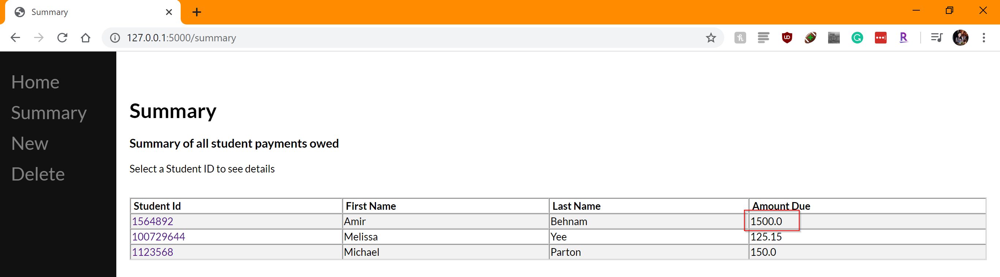 Summary
127.0.0.1:5000/summary
Home
Summary
New
Delete
Summary
Summary of all student payments owed
Select a Student ID to see details
Student Id First Name Last Name Amount Due
1564892 Amir Behnam 1500.0
100729644 Melissa Yee 125.15
1123568 Michael Parton 150.0